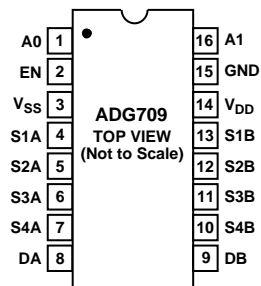 A0 1 16 A1
EN 2 15 GND
VSS 3 14 VDD
ADG709
S1A 4 TOP VIEW 13 S1B
(Not to Scale)
S2A 5 12 S2B
S3A 6 11 S3B
S4A 7 10 S4B
DA 8 9 DB